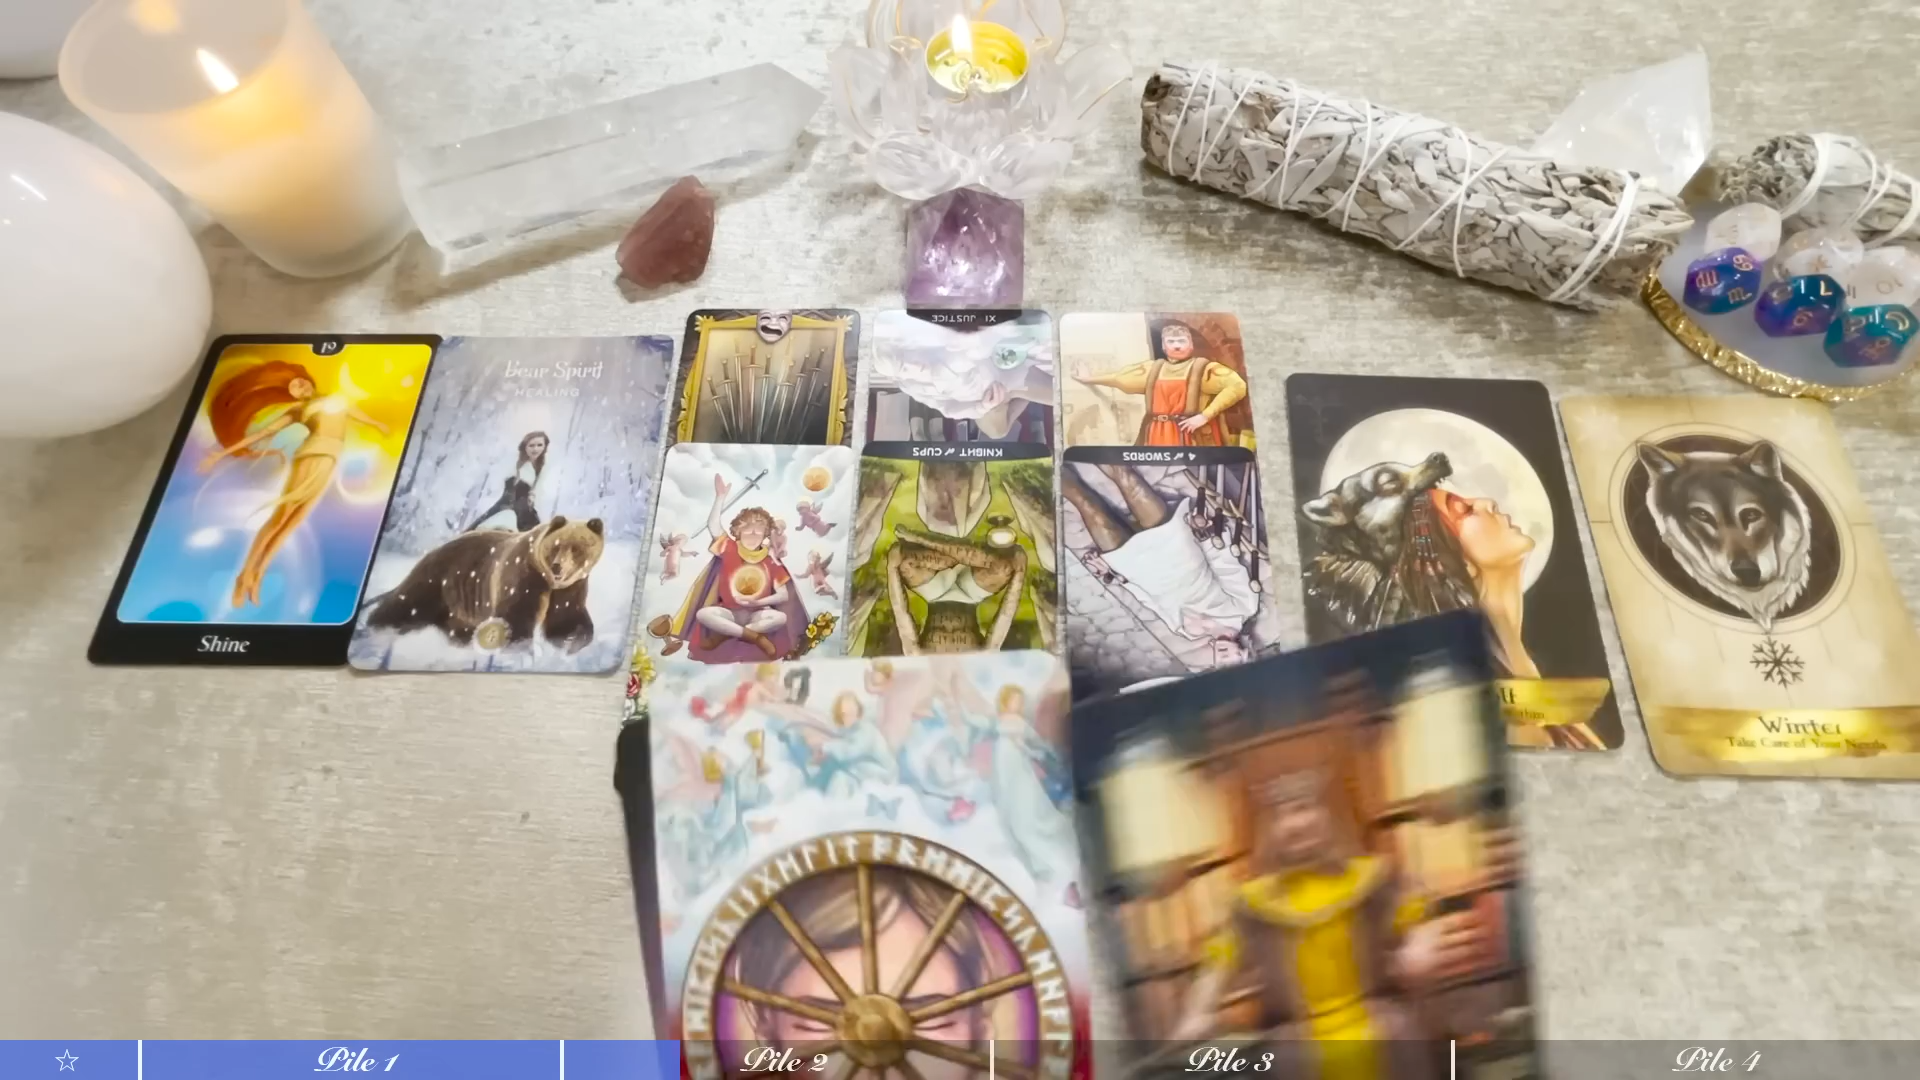 19
Shine
Bear Spirit
HEALING
XI JUSTICE
KNIGHT of CUPS
4 of SWORDS
Winter
Take Care of Your Needs
☆
Pile 1
Pile 2
Pile 3
Pile 4